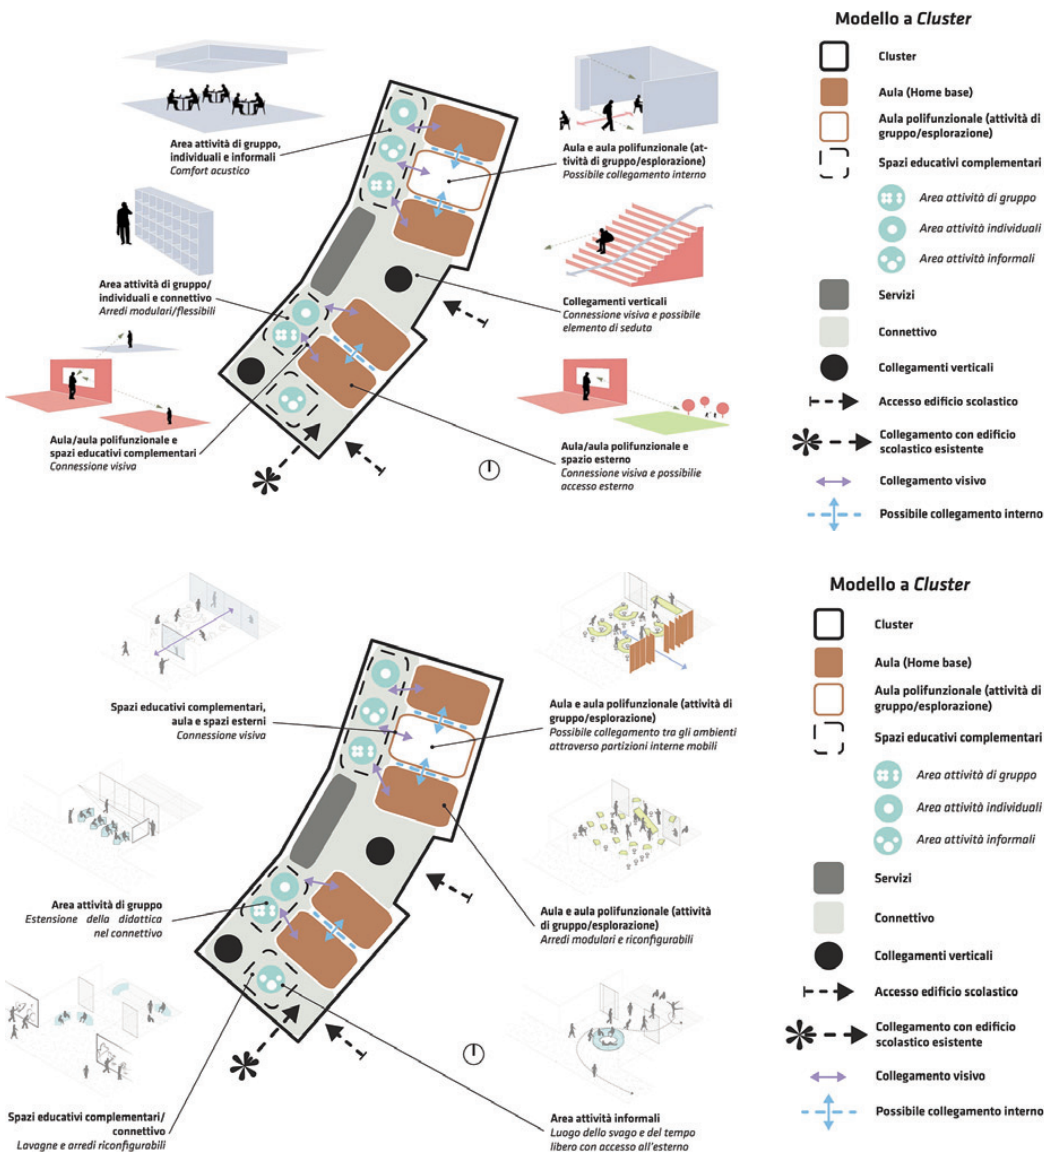 Modello a Cluster
Cluster
Aula (Home base)
Aula polifunzionale (attività di
gruppo/esplorazione)
Spazi educativi complementari
Area attività di gruppo
Area attività individuali
Area attività informali
Servizi
Connettivo
Collegamenti verticali
Accesso edificio scolastico
Collegamento con edificio
scolastico esistente
Collegamento visivo
Possibile collegamento interno
Area attività di gruppo,
individuali e informali
Comfort acustico
Aula e aula polifunzionale (at-
tività di gruppo/esplorazione)
Possibile collegamento interno
Area attività di gruppo/
individuali e connettivo
Arredi modulari/flessibili
Collegamenti verticali
Connessione visiva e possibile
elemento di seduta
Aula/aula polifunzionale e
spazi educativi complementari
Connessione visiva
Aula/aula polifunzionale e
spazio esterno
Connessione visiva e possibilie
accesso esterno
Modello a Cluster
Cluster
Aula (Home base)
Aula polifunzionale (attività di
gruppo/esplorazione)
Spazi educativi complementari
Area attività di gruppo
Area attività individuali
Area attività informali
Servizi
Connettivo
Collegamenti verticali
Accesso edificio scolastico
Collegamento con edificio
scolastico esistente
Collegamento visivo
Possibile collegamento interno
Spazi educativi complementari,
aula e spazi esterni
Connessione visiva
Aula e aula polifunzionale (attività di
gruppo/esplorazione)
Possibile collegamento tra gli ambienti
attraverso partizioni interne mobili
Area attività di gruppo
Estensione della didattica
nel connettivo
Aula e aula polifunzionale (attività
di gruppo/esplorazione)
Arredi modulari e riconfigurabili
Spazi educativi complementari/
connettivo
Lavagne e arredi riconfigurabili
Area attività informali
Luogo dello svago e del tempo
libero con accesso all'esterno